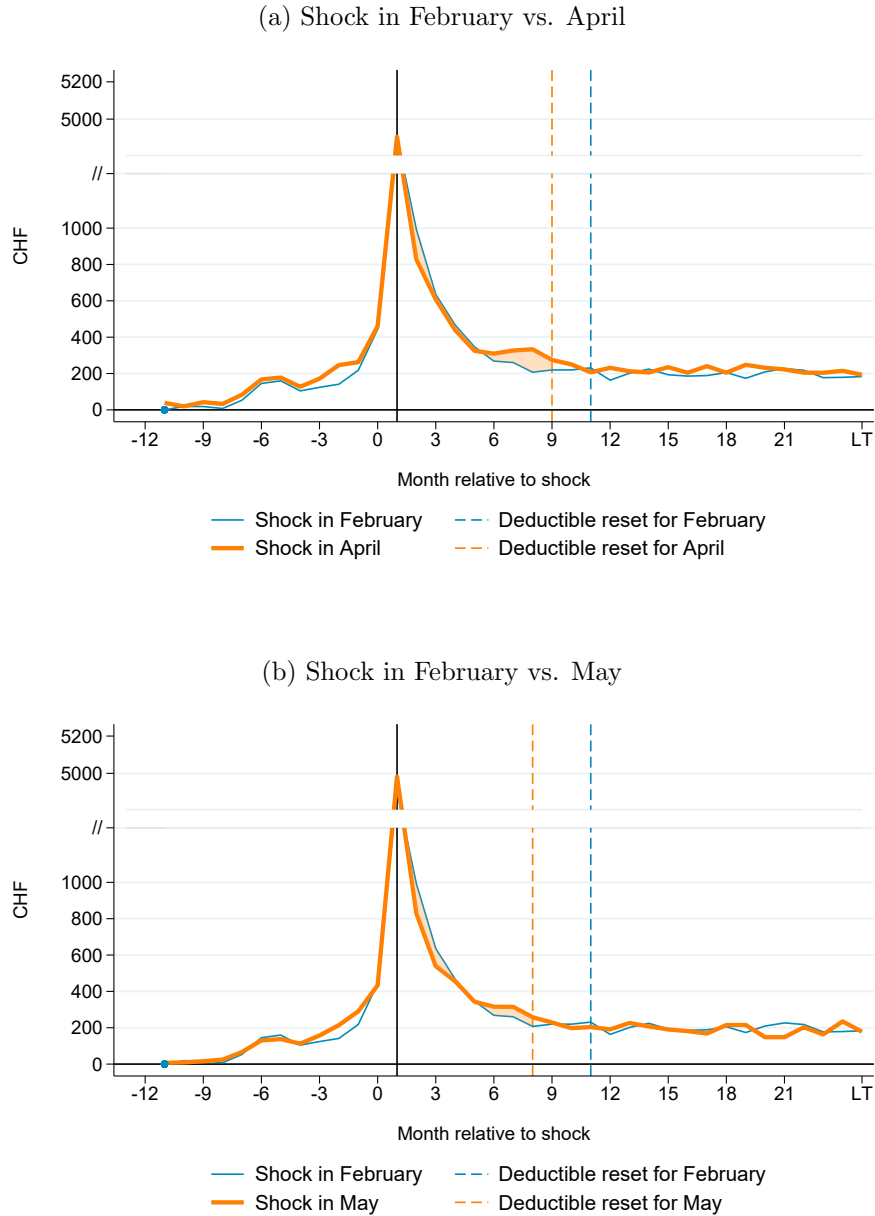 (a) Shock in February vs. April
5200
5000
//
1000
800
600
400
200
0
CHF
-12 -9 -6 -3 0 3 6 9 12 15 18 21 LT
Month relative to shock
Shock in February Deductible reset for February
Shock in April Deductible reset for April
(b) Shock in February vs. May
5200
5000
//
1000
800
600
400
200
0
CHF
-12 -9 -6 -3 0 3 6 9 12 15 18 21 LT
Month relative to shock
Shock in February Deductible reset for February
Shock in May Deductible reset for May